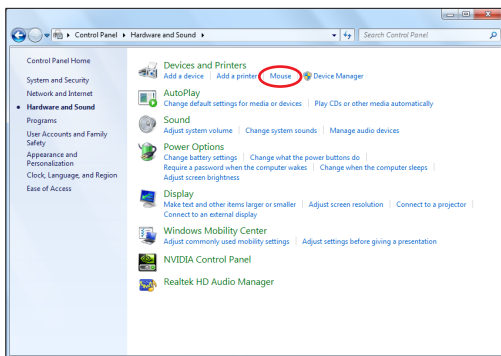 Control Panel ▸ Hardware and Sound ▸
Search Control Panel
Control Panel Home
System and Security
Network and Internet
Hardware and Sound
Programs
User Accounts and Family
Safety
Appearance and
Personalization
Clock, Language, and Region
Ease of Access
Devices and Printers
Add a device | Add a printer | Mouse | Device Manager
AutoPlay
Change default settings for media or devices | Play CDs or other media automatically
Sound
Adjust system volume | Change system sounds | Manage audio devices
Power Options
Change battery settings | Change what the power buttons do |
Require a password when the computer wakes | Change when the computer sleeps |
Adjust screen brightness
Display
Make text and other items larger or smaller | Adjust screen resolution | Connect to a projector |
Connect to an external display
Windows Mobility Center
Adjust commonly used mobility settings | Adjust settings before giving a presentation
NVIDIA Control Panel
Realtek HD Audio Manager